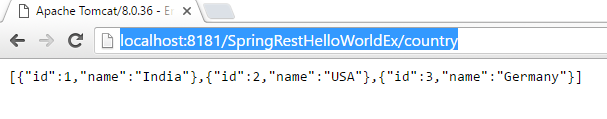 Apache Tomcat/8.0.36 - E
localhost:8181/SpringRestHelloWorldEx/country
[{"id":1,"name":"India"},{"id":2,"name":"USA"},{"id":3,"name":"Germany"}]